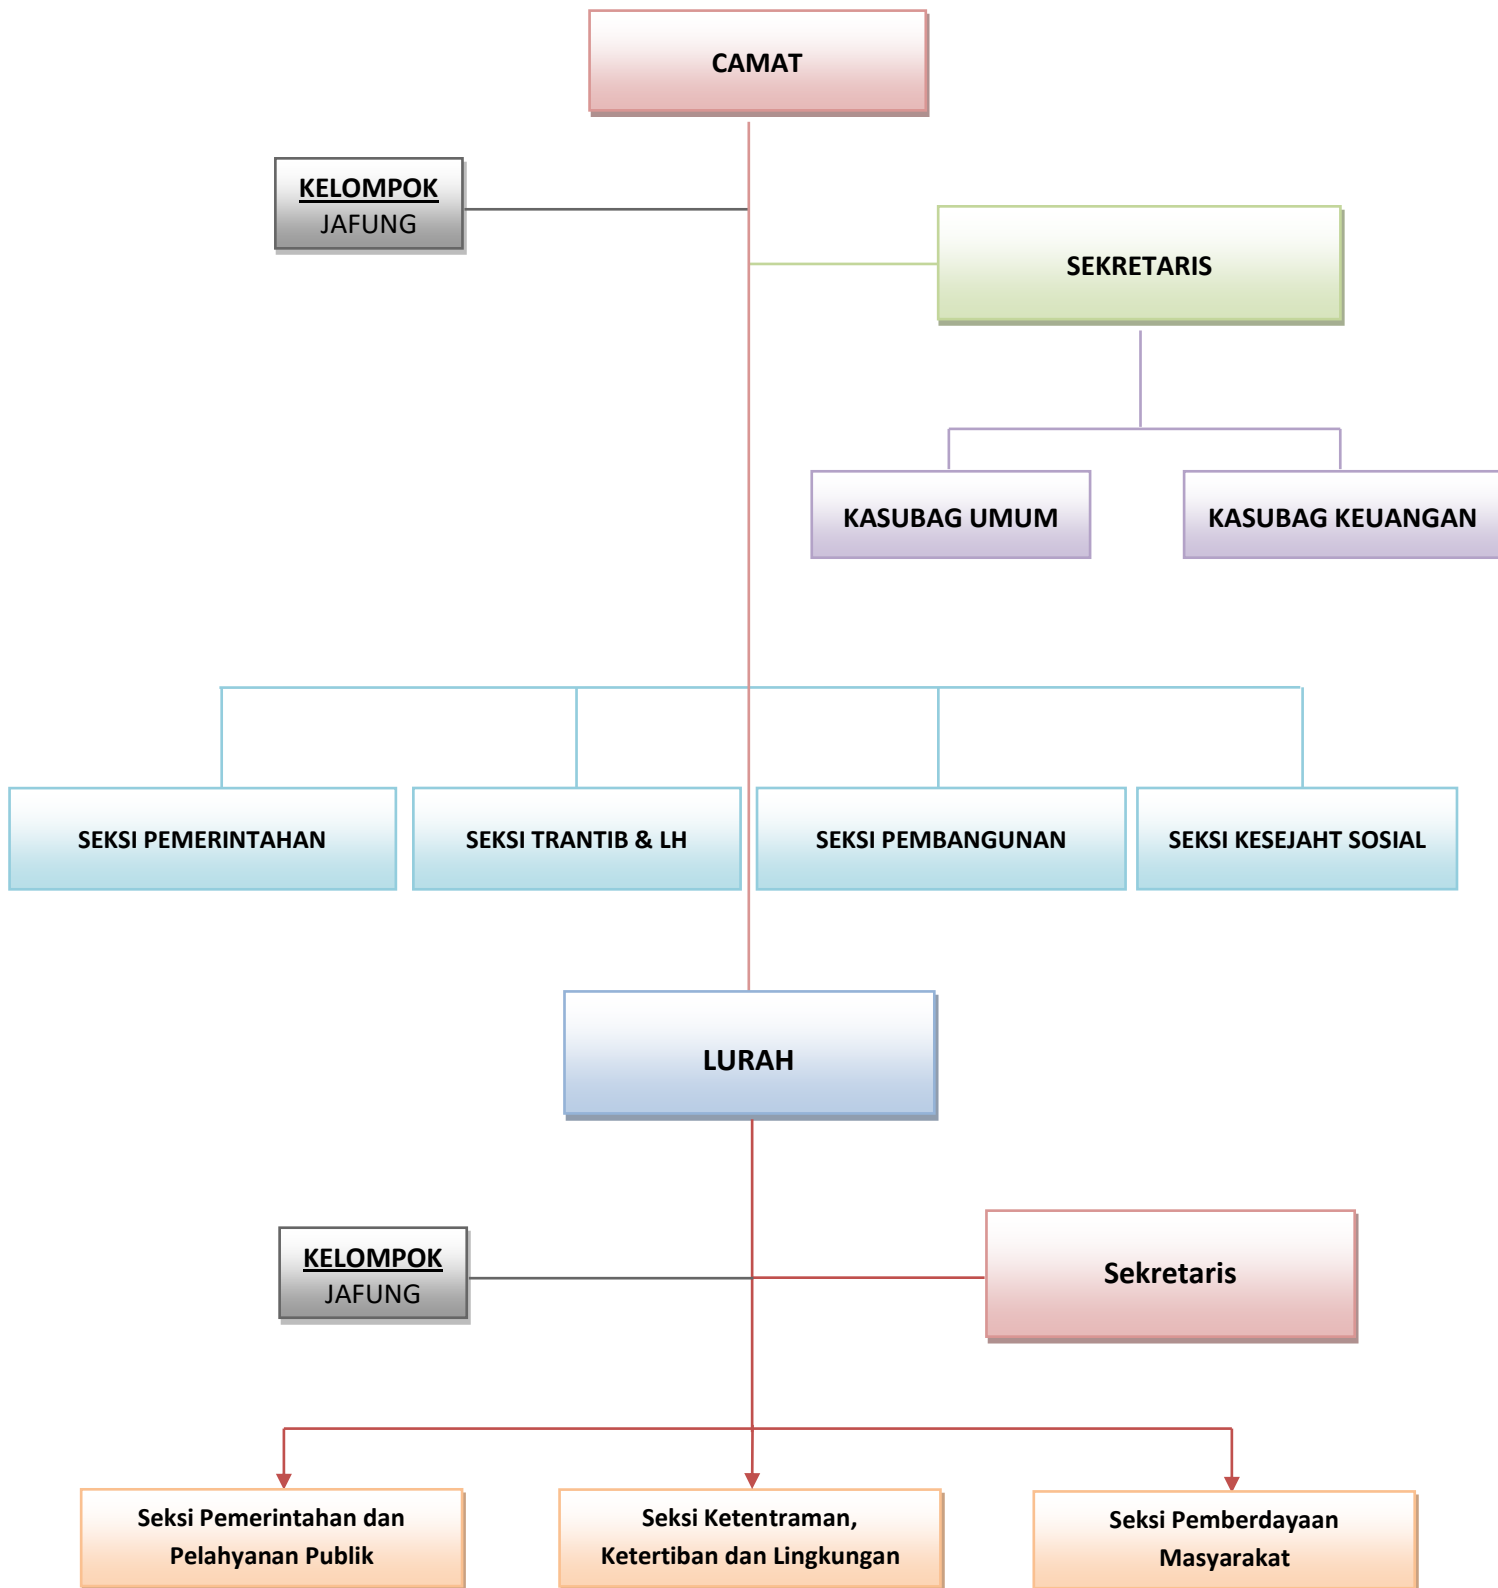 CAMAT
KELOMPOK
JAFUNG
SEKRETARIS
KASUBAG UMUM
KASUBAG KEUANGAN
SEKSI PEMERINTAHAN
SEKSI TRANTIB & LH
SEKSI PEMBANGUNAN
SEKSI KESEJAHT SOSIAL
LURAH
KELOMPOK
JAFUNG
Sekretaris
Seksi Pemerintahan dan
Pelahyanan Publik
Seksi Ketentraman,
Ketertiban dan Lingkungan
Seksi Pemberdayaan
Masyarakat